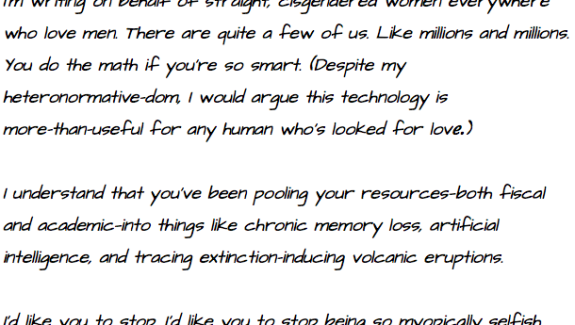 I'm writing on behalf of straight, cisgendered women everywhere
who love men. There are quite a few of us. Like millions and millions.
You do the math if you're so smart. (Despite my
heteronormative-dom, I would argue this technology is
more-than-useful for any human who's looked for love.)
I understand that you've been pooling your resources-both fiscal
and academic-into things like chronic memory loss, artificial
intelligence, and tracing extinction-inducing volcanic eruptions.
I'd like you to stop. I'd like you to stop being so myopically selfish